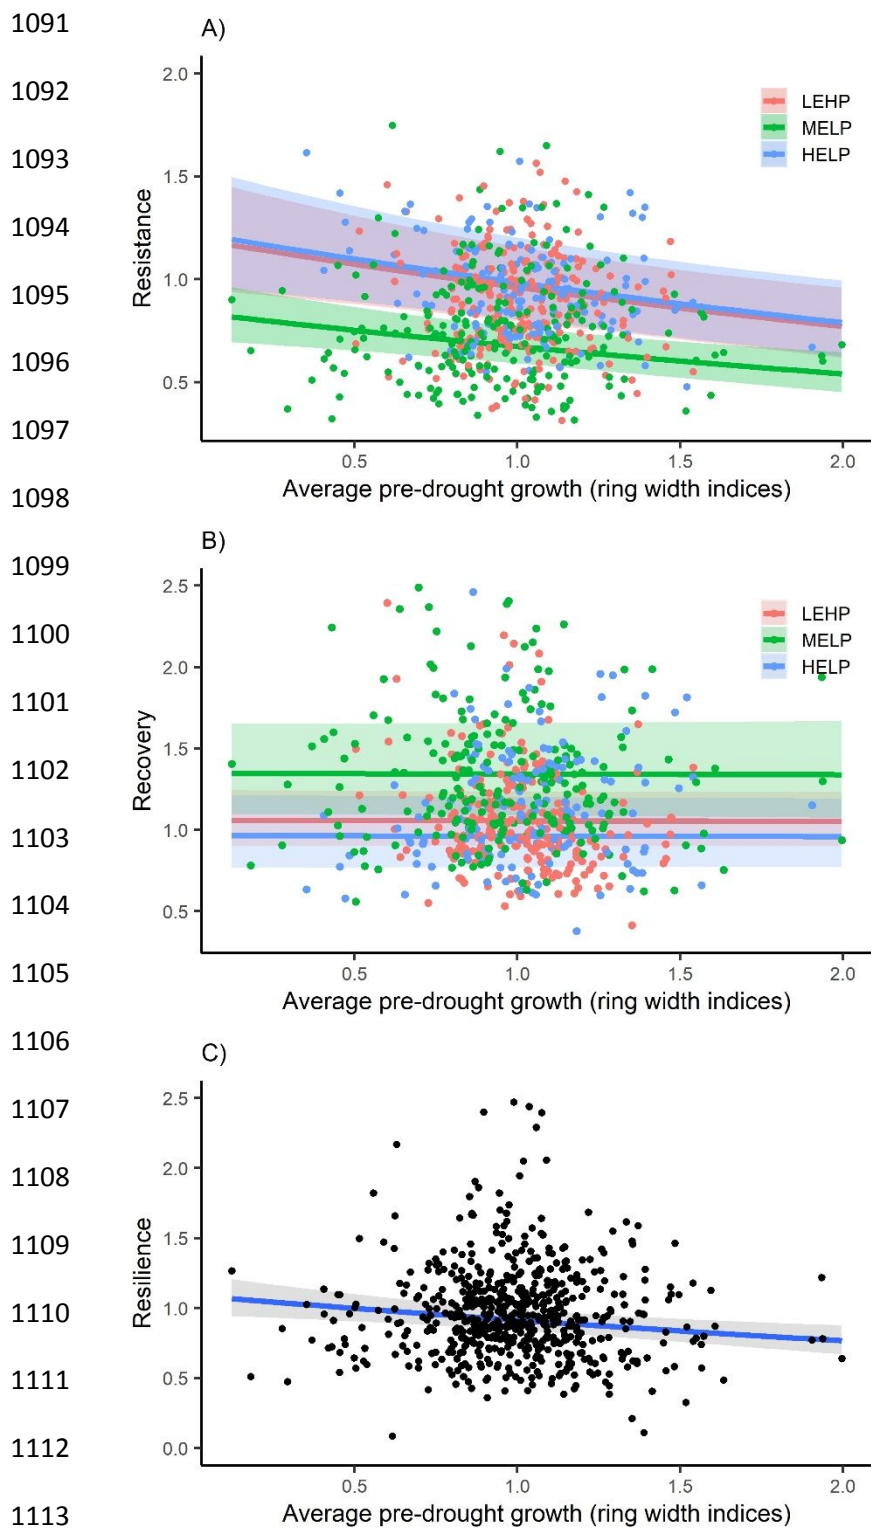 1091
A)
2.0
1092
LEHP
MELP
1093
HELP
1.5
1094
Resistance
1.0
1095
1096
0.5
1097
0.5 1.0 1.5 2.0
Average pre-drought growth (ring width indices)
1098
1099
B)
2.5
LEHP
1100
MELP
2.0
HELP
1101
Recovery
1.5
1102
1103
1.0
1104
0.5
1105
0.5 1.0 1.5 2.0
Average pre-drought growth (ring width indices)
1106
C)
1107
2.5
1108
2.0
1109
1.5
Resilience
1110
1.0
1111
0.5
1112
0.0
0.5 1.0 1.5 2.0
1113
Average pre-drought growth (ring width indices)